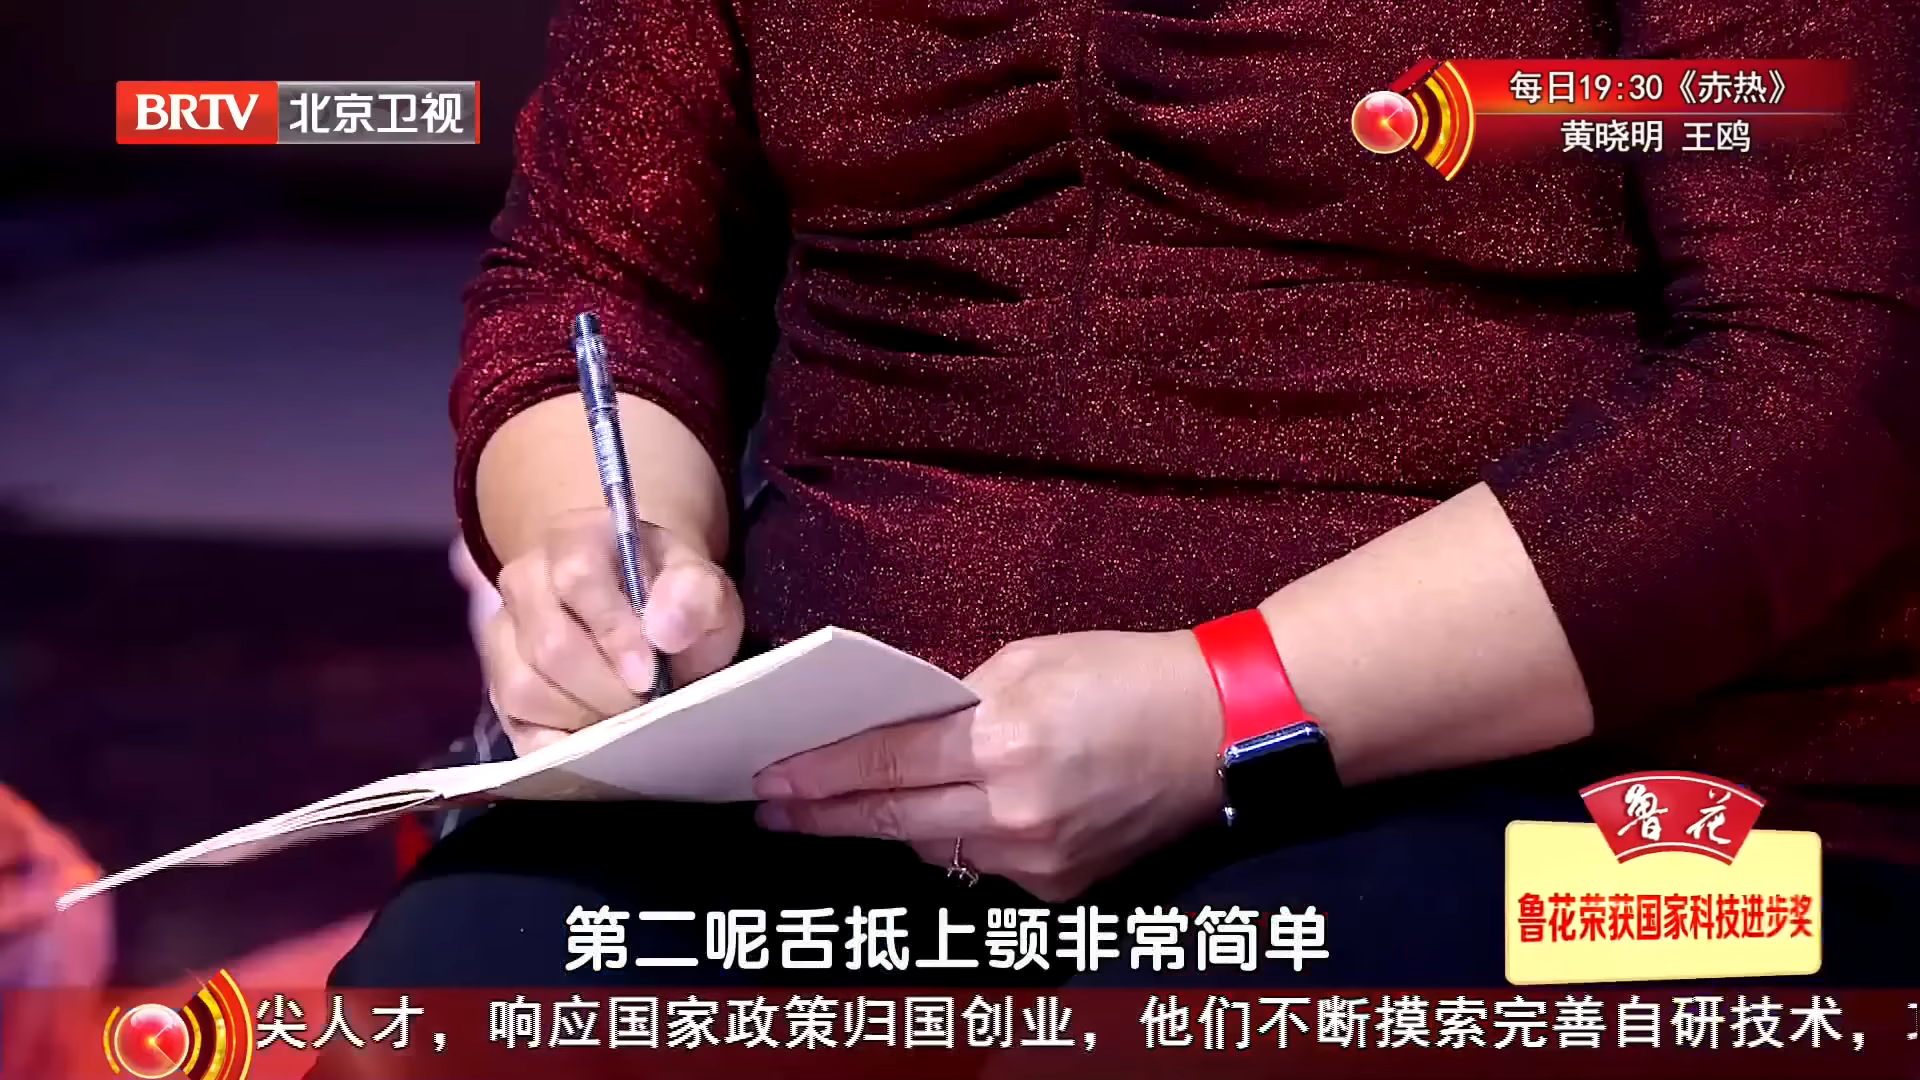 BRTV 北京卫视
每日19:30《赤热》
黄晓明 王鸥
鲁花
鲁花荣获国家科技进步奖
第二呢舌抵上颚非常简单
尖人才，响应国家政策归国创业，他们不断摸索完善自研技术，